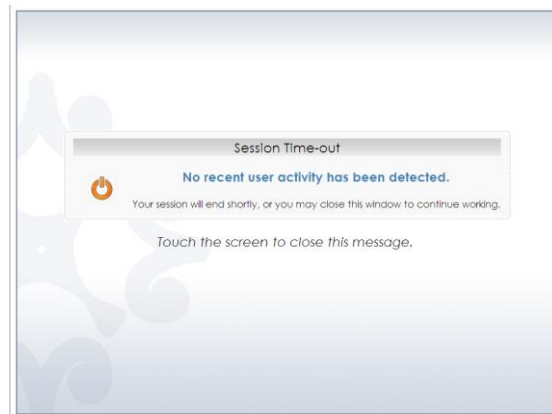 Session Time-out
No recent user activity has been detected.
Your session will end shortly, or you may close this window to continue working.
Touch the screen to close this message.